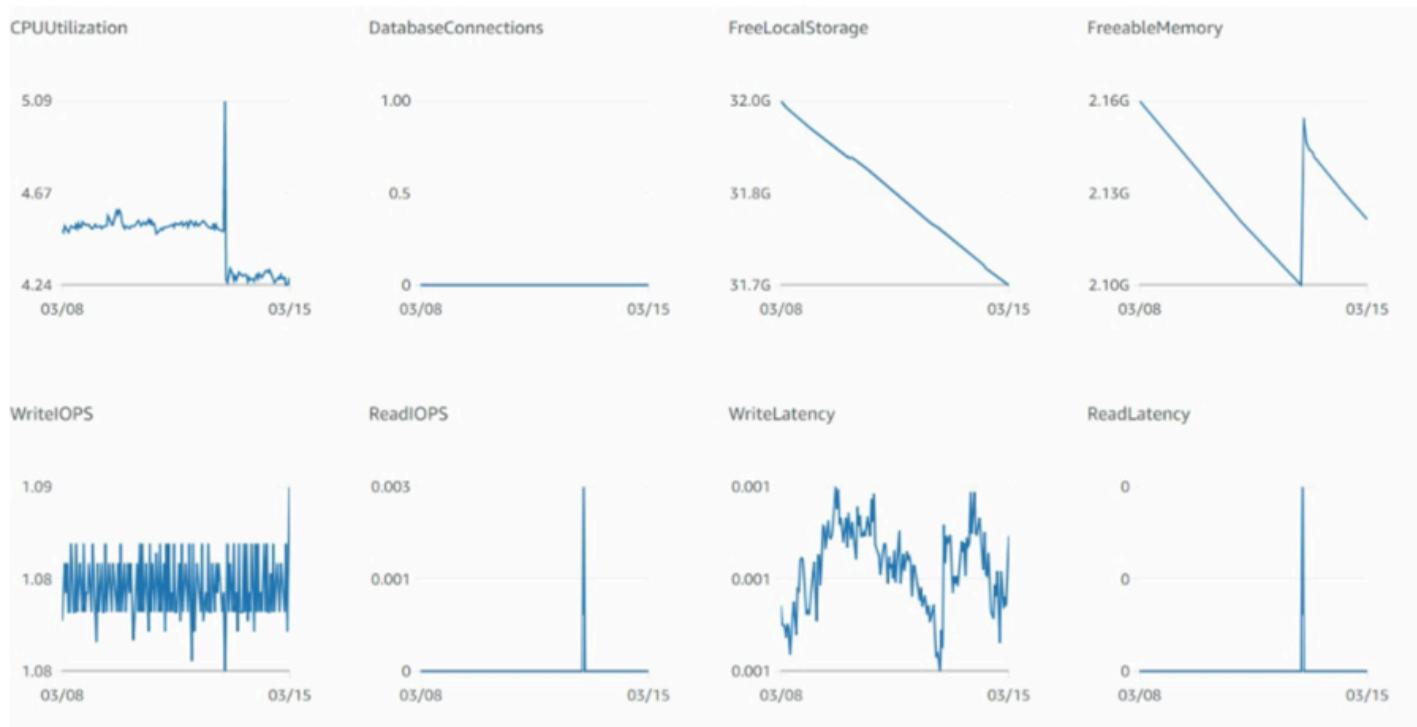 CPUUtilization
5.09
4.67
4.24
03/08 03/15
DatabaseConnections
1.00
0.5
0
03/08 03/15
FreeLocalStorage
32.0G
31.8G
31.7G
03/08 03/15
FreeableMemory
2.16G
2.13G
2.10G
03/08 03/15
WriteIOPS
1.09
1.08
1.08
03/08 03/15
ReadIOPS
0.003
0.001
0
03/08 03/15
WriteLatency
0.001
0.001
0.001
03/08 03/15
ReadLatency
0
0
0
03/08 03/15